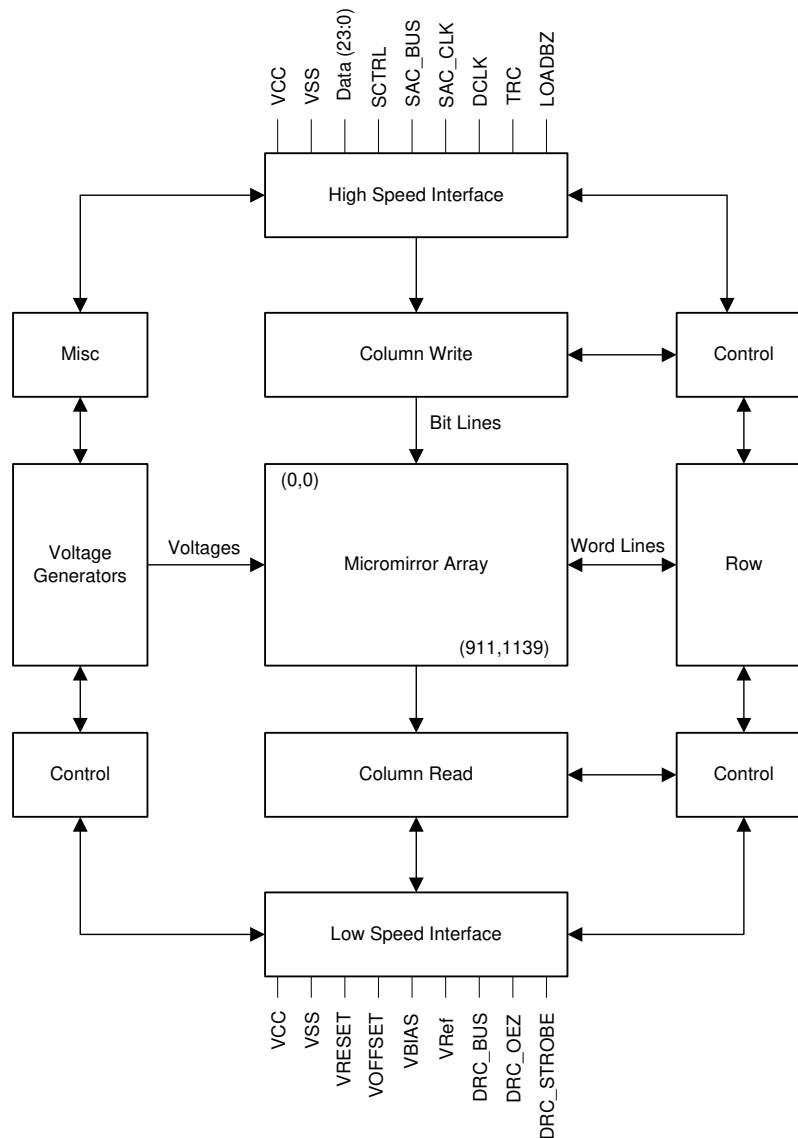 VCC
VSS
Data (23:0)
SCTRL
SAC_BUS
SAC_CLK
DCLK
TRC
LOADBZ
High Speed Interface
Misc
Column Write
Control
Bit Lines
(0,0)
Voltage
Generators
Voltages
Micromirror Array
Word Lines
Row
(911,1139)
Control
Column Read
Control
Low Speed Interface
VCC
VSS
VRESET
VOFFSET
VBIAS
VRef
DRC_BUS
DRC_OEZ
DRC_STROBE